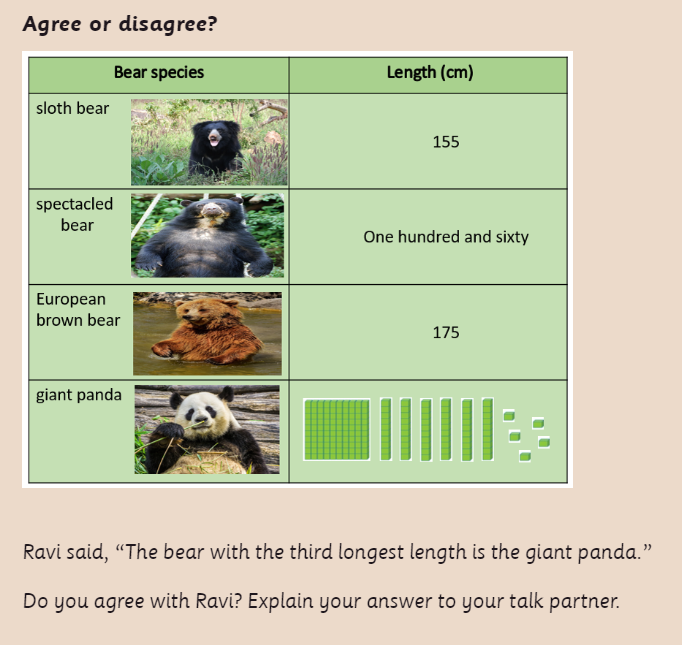 Agree or disagree?
Bear species
Length (cm)
sloth bear
155
spectacled
bear
One hundred and sixty
European
brown bear
175
giant panda
Ravi said, “The bear with the third longest length is the giant panda.”
Do you agree with Ravi? Explain your answer to your talk partner.